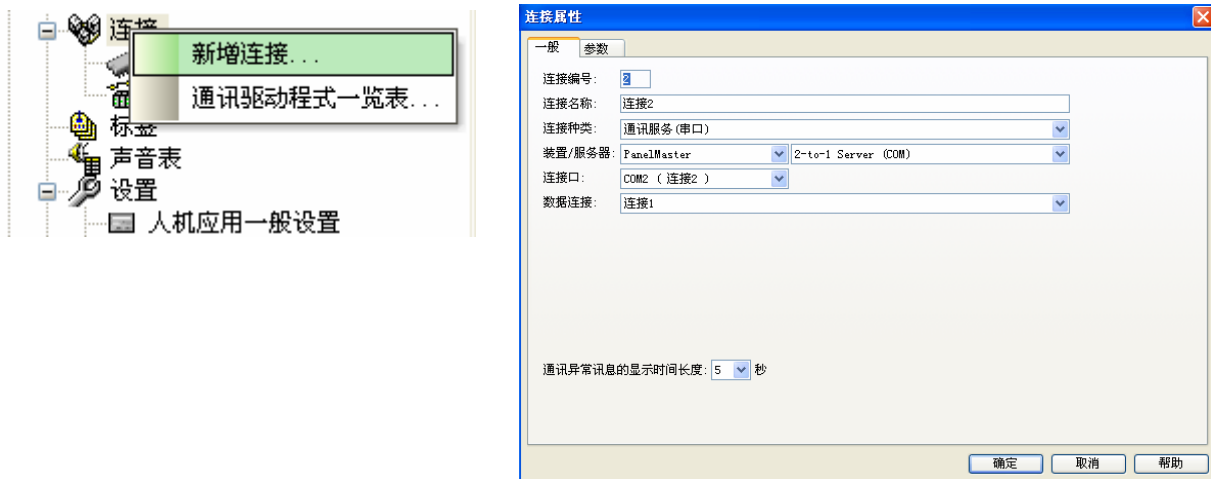 连接
新增连接...
通讯驱动程式一览表...
标签
声音表
设置
人机应用一般设置
连接属性
一般 参数
连接编号: 2
连接名称: 连接2
连接种类: 通讯服务(串口)
装置/服务器: PanelMaster 2-to-1 Server (COM)
连接口: COM2 ( 连接2 )
数据连接: 连接1
通讯异常讯息的显示时间长度: 5 秒
确定 取消 帮助